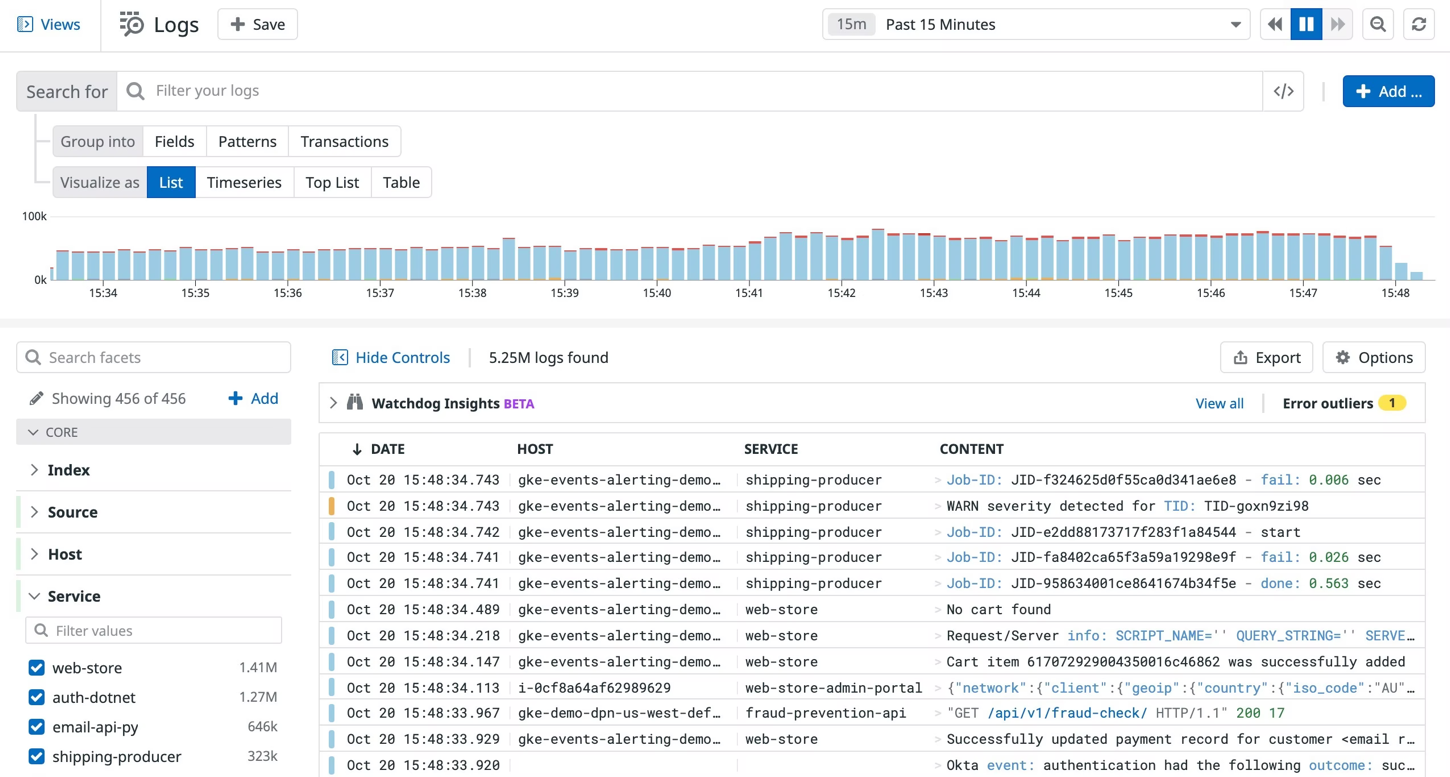 Views Logs + Save 15m Past 15 Minutes
Search for Filter your logs </> + Add ...
Group into Fields Patterns Transactions
Visualize as List Timeseries Top List Table
100k
0k
15:34 15:35 15:36 15:37 15:38 15:39 15:40 15:41 15:42 15:43 15:44 15:45 15:46 15:47 15:48
Search facets
Showing 456 of 456 + Add
CORE
Index
Source
Host
Service
Filter values
web-store 1.41M
auth-dotnet 1.27M
email-api-py 646k
shipping-producer 323k
Hide Controls 5.25M logs found Export Options
> Watchdog Insights BETA View all Error outliers 1
↓ DATE HOST SERVICE CONTENT
Oct 20 15:48:34.743 gke-events-alerting-demo… shipping-producer > Job-ID: JID-f324625d0f55ca0d341ae6e8 - fail: 0.006 sec
Oct 20 15:48:34.743 gke-events-alerting-demo… shipping-producer > WARN severity detected for TID: TID-goxn9zi98
Oct 20 15:48:34.742 gke-events-alerting-demo… shipping-producer > Job-ID: JID-e2dd88173717f283f1a84544 - start
Oct 20 15:48:34.741 gke-events-alerting-demo… shipping-producer > Job-ID: JID-fa8402ca65f3a59a19298e9f - fail: 0.026 sec
Oct 20 15:48:34.741 gke-events-alerting-demo… shipping-producer > Job-ID: JID-958634001ce8641674b34f5e - done: 0.563 sec
Oct 20 15:48:34.489 gke-events-alerting-demo… web-store > No cart found
Oct 20 15:48:34.218 gke-events-alerting-demo… web-store > Request/Server info: SCRIPT_NAME='' QUERY_STRING='' SERVE…
Oct 20 15:48:34.147 gke-events-alerting-demo… web-store > Cart item 617072929004350016c46862 was successfully added
Oct 20 15:48:34.113 i-0cf8a64af62989629 web-store-admin-portal > {"network":{"client":{"geoip":{"country":{"iso_code":"AU"…
Oct 20 15:48:33.967 gke-demo-dpn-us-west-def… fraud-prevention-api > "GET /api/v1/fraud-check/ HTTP/1.1" 200 17
Oct 20 15:48:33.929 gke-events-alerting-demo… web-store > Successfully updated payment record for customer <email r…
Oct 20 15:48:33.920 > Okta event: authentication had the following outcome: suc…